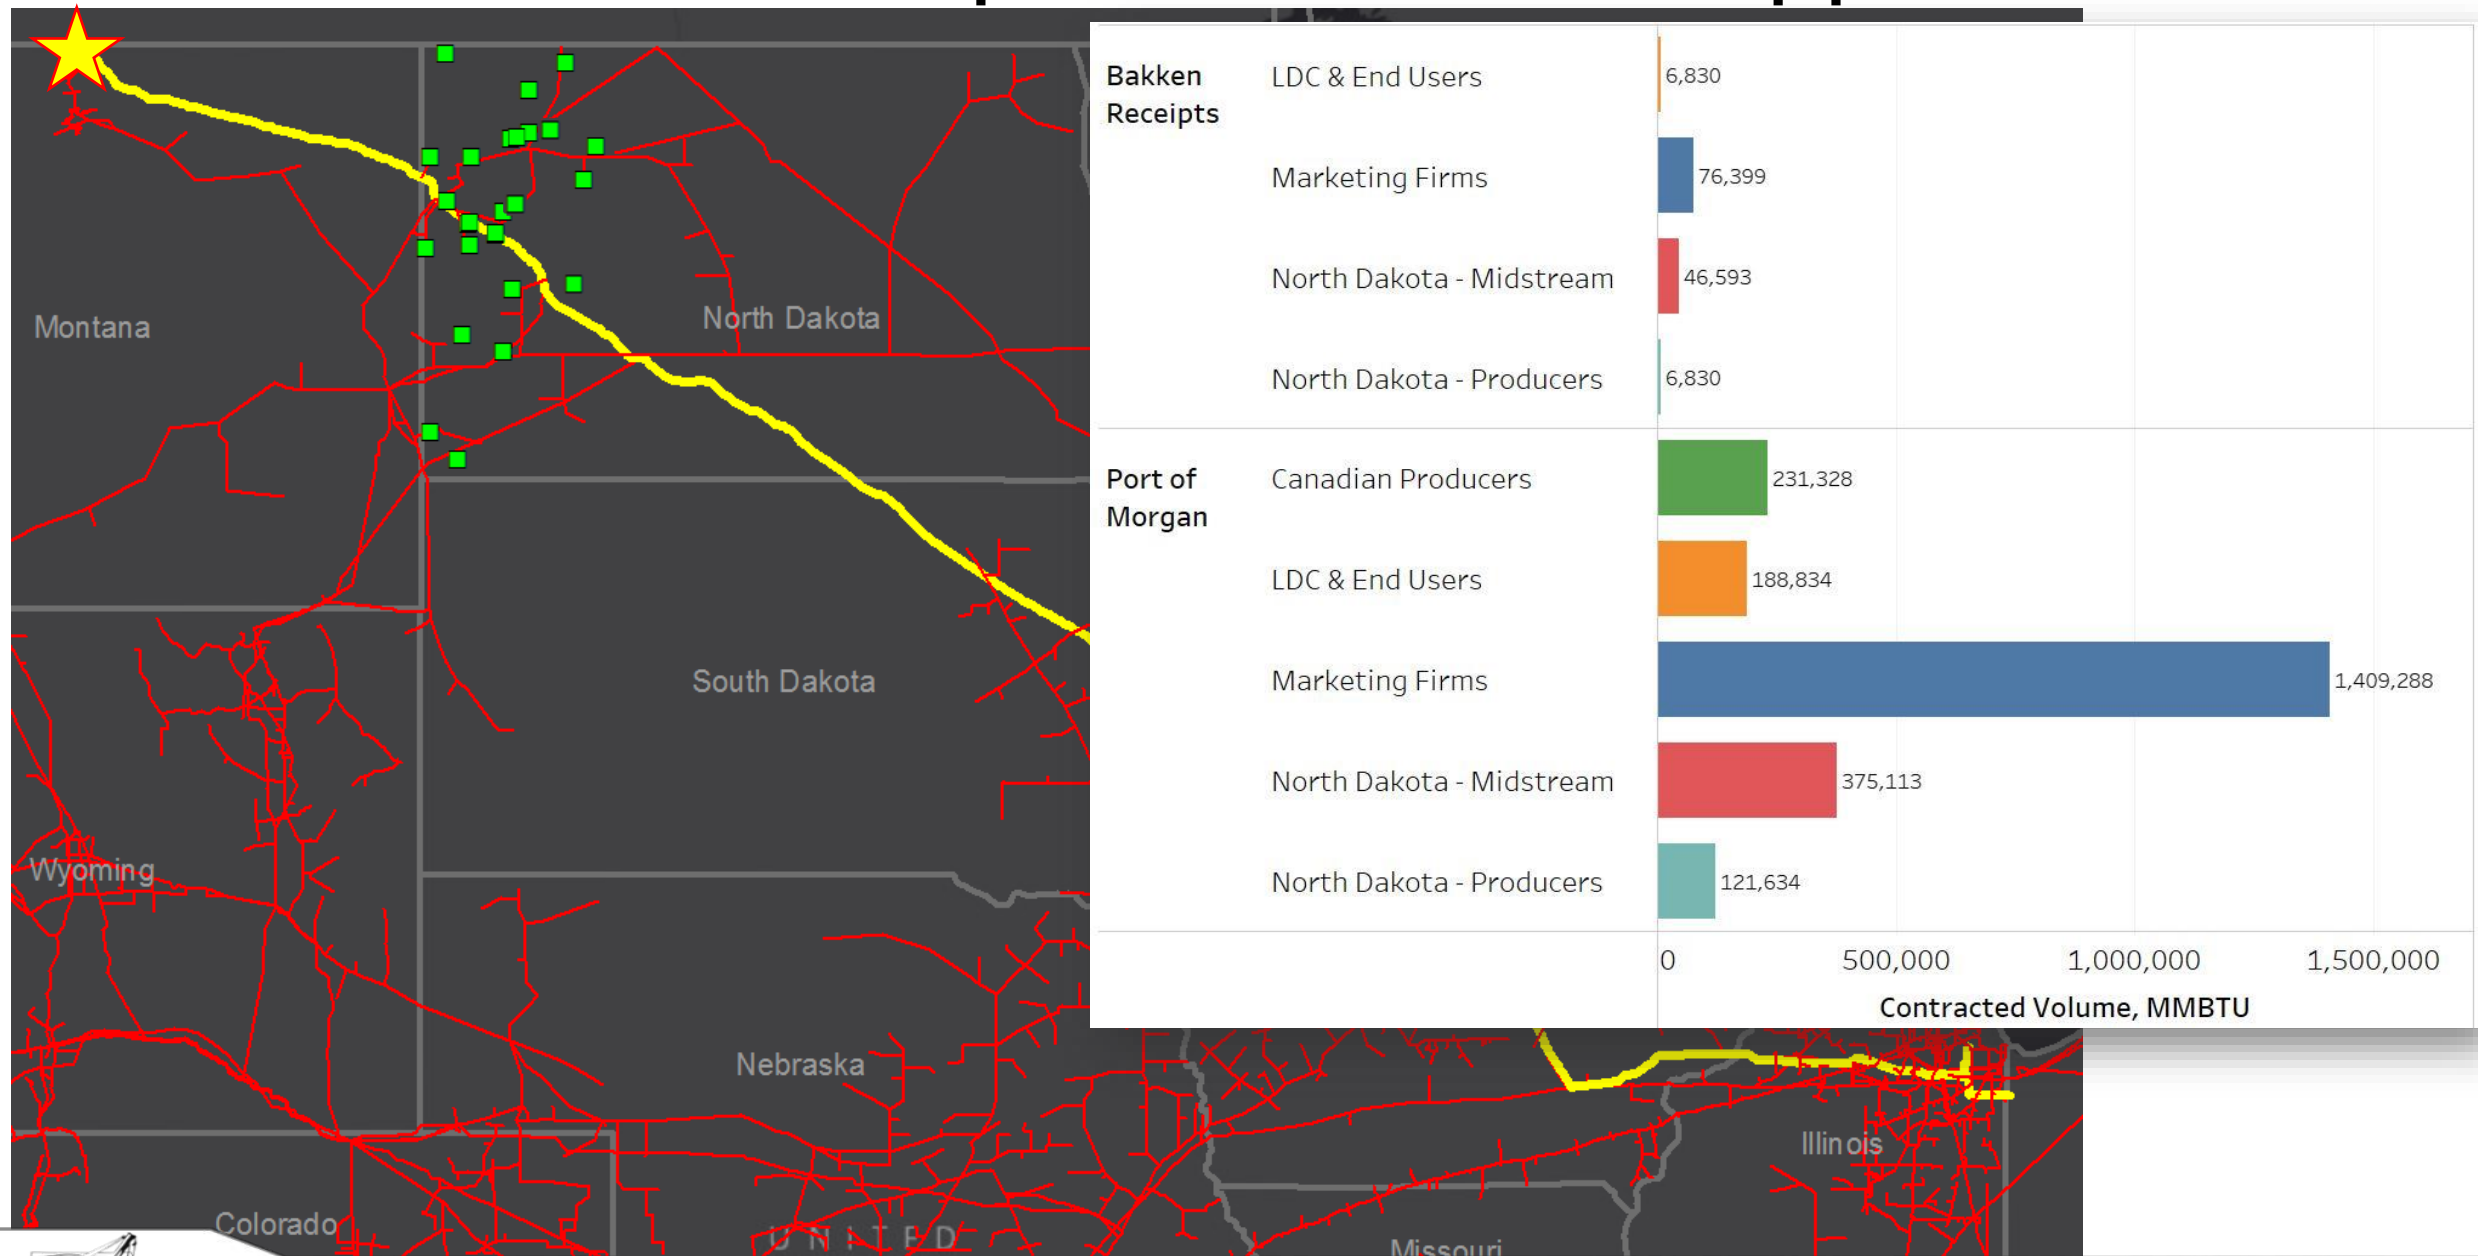 Montana
North Dakota
South Dakota
Wyoming
Nebraska
Colorado
UNITED
Illinois
Missouri
Bakken
Receipts
LDC & End Users
6,830
Marketing Firms
76,399
North Dakota - Midstream
46,593
North Dakota - Producers
6,830
Port of
Morgan
Canadian Producers
231,328
LDC & End Users
188,834
Marketing Firms
1,409,288
North Dakota - Midstream
375,113
North Dakota - Producers
121,634
0 500,000 1,000,000 1,500,000
Contracted Volume, MMBTU